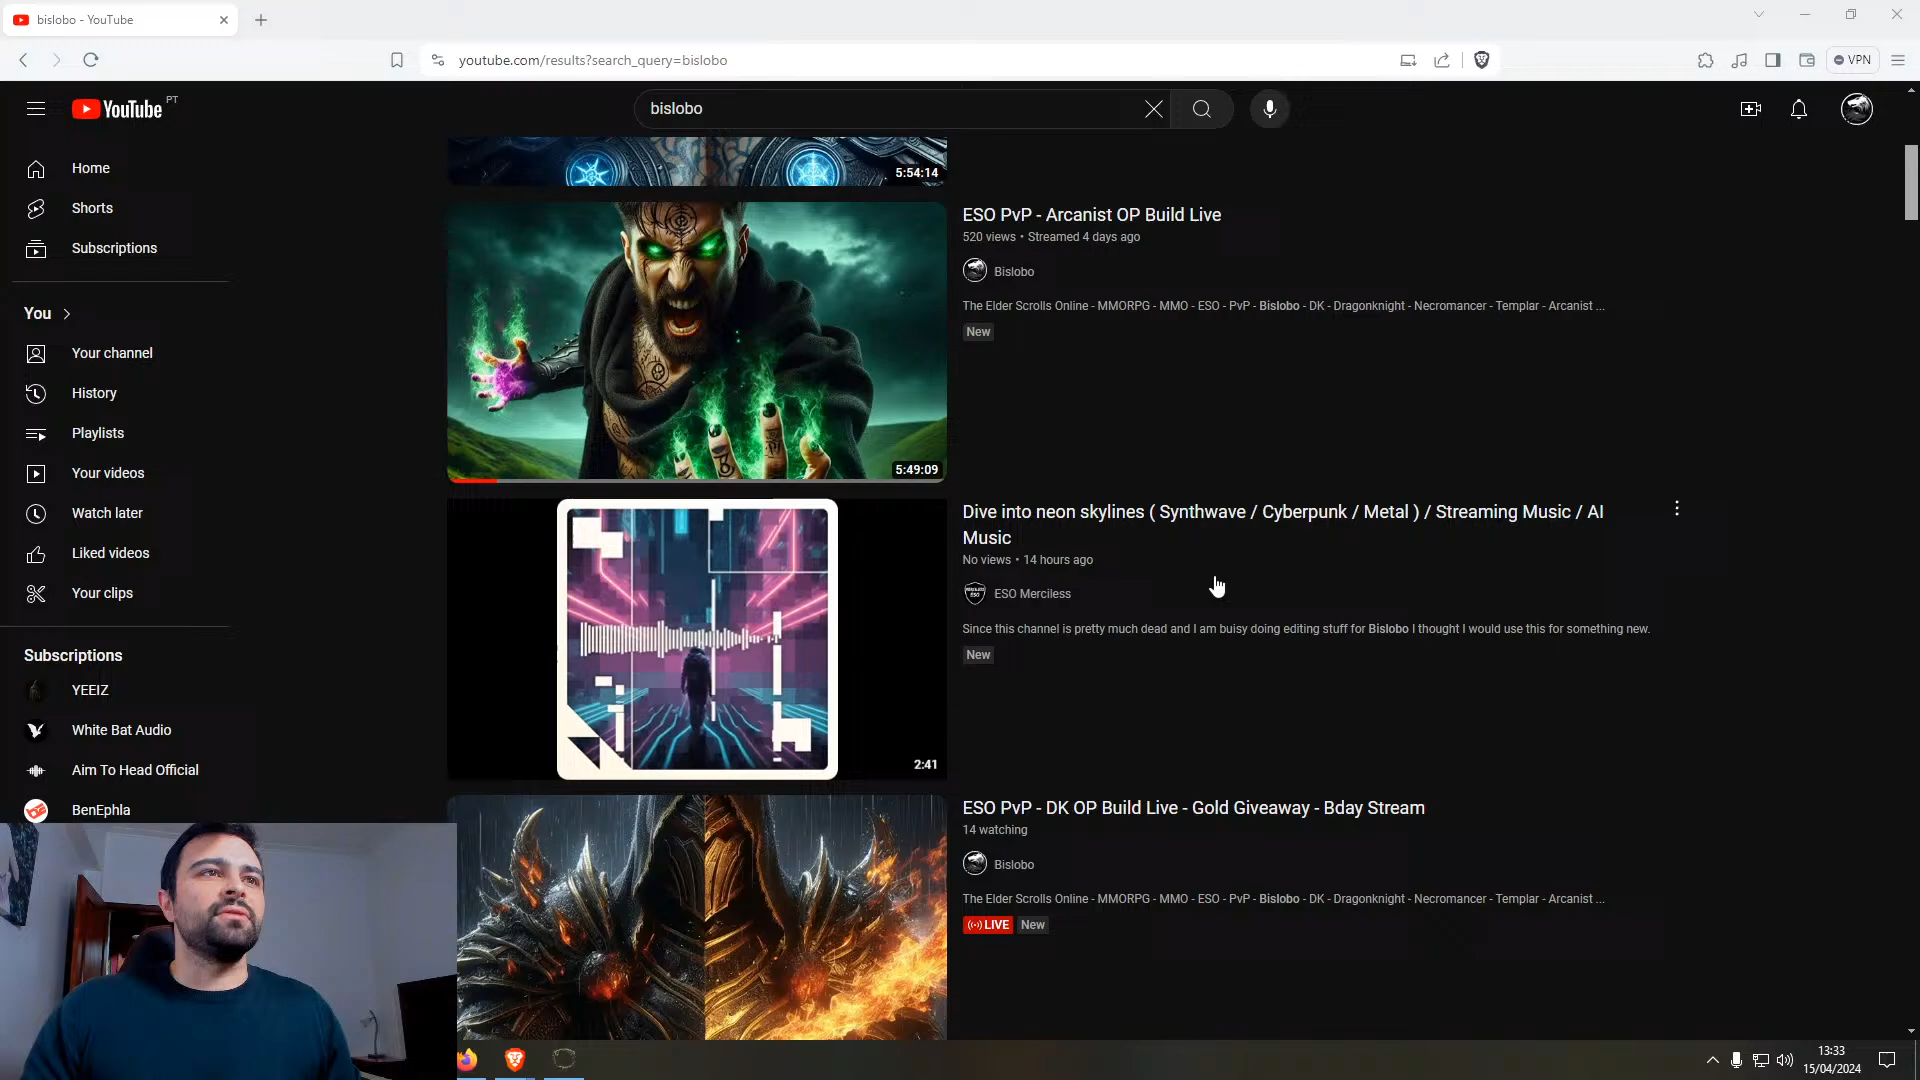 bislobo - YouTube
youtube.com/results?search_query=bislobo
VPN
YouTube PT
bislobo
Home
Shorts
Subscriptions
You
Your channel
History
Playlists
Your videos
Watch later
Liked videos
Your clips
Subscriptions
YEEIZ
White Bat Audio
Aim To Head Official
BenEphla
5:54:14
5:49:09
ESO PvP - Arcanist OP Build Live
520 views • Streamed 4 days ago
Bislobo
The Elder Scrolls Online - MMORPG - MMO - ESO - PvP - Bislobo - DK - Dragonknight - Necromancer - Templar - Arcanist ...
New
2:41
Dive into neon skylines ( Synthwave / Cyberpunk / Metal ) / Streaming Music / AI
Music
No views • 14 hours ago
ESO Merciless
Since this channel is pretty much dead and I am buisy doing editing stuff for Bislobo I thought I would use this for something new.
New
ESO PvP - DK OP Build Live - Gold Giveaway - Bday Stream
14 watching
Bislobo
The Elder Scrolls Online - MMORPG - MMO - ESO - PvP - Bislobo - DK - Dragonknight - Necromancer - Templar - Arcanist ...
LIVE New
13:33
15/04/2024